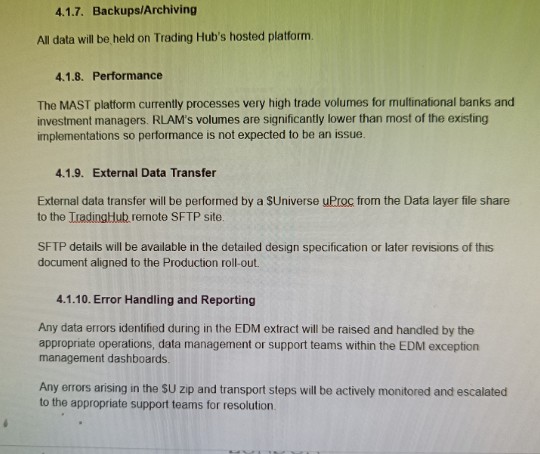 4.1.7. Backups/Archiving
All data will be held on Trading Hub's hosted platform.
4.1.8. Performance
The MAST platform currently processes very high trade volumes for multinational banks and
investment managers. RLAM's volumes are significantly lower than most of the existing
implementations so performance is not expected to be an issue.
4.1.9. External Data Transfer
External data transfer will be performed by a $Universe uProc from the Data layer file share
to the TradingHub remote SFTP site.
SFTP details will be available in the detailed design specification or later revisions of this
document aligned to the Production roll-out.
4.1.10. Error Handling and Reporting
Any data errors identified during in the EDM extract will be raised and handled by the
appropriate operations, data management or support teams within the EDM exception
management dashboards.
Any errors arising in the $U zip and transport steps will be actively monitored and escalated
to the appropriate support teams for resolution.